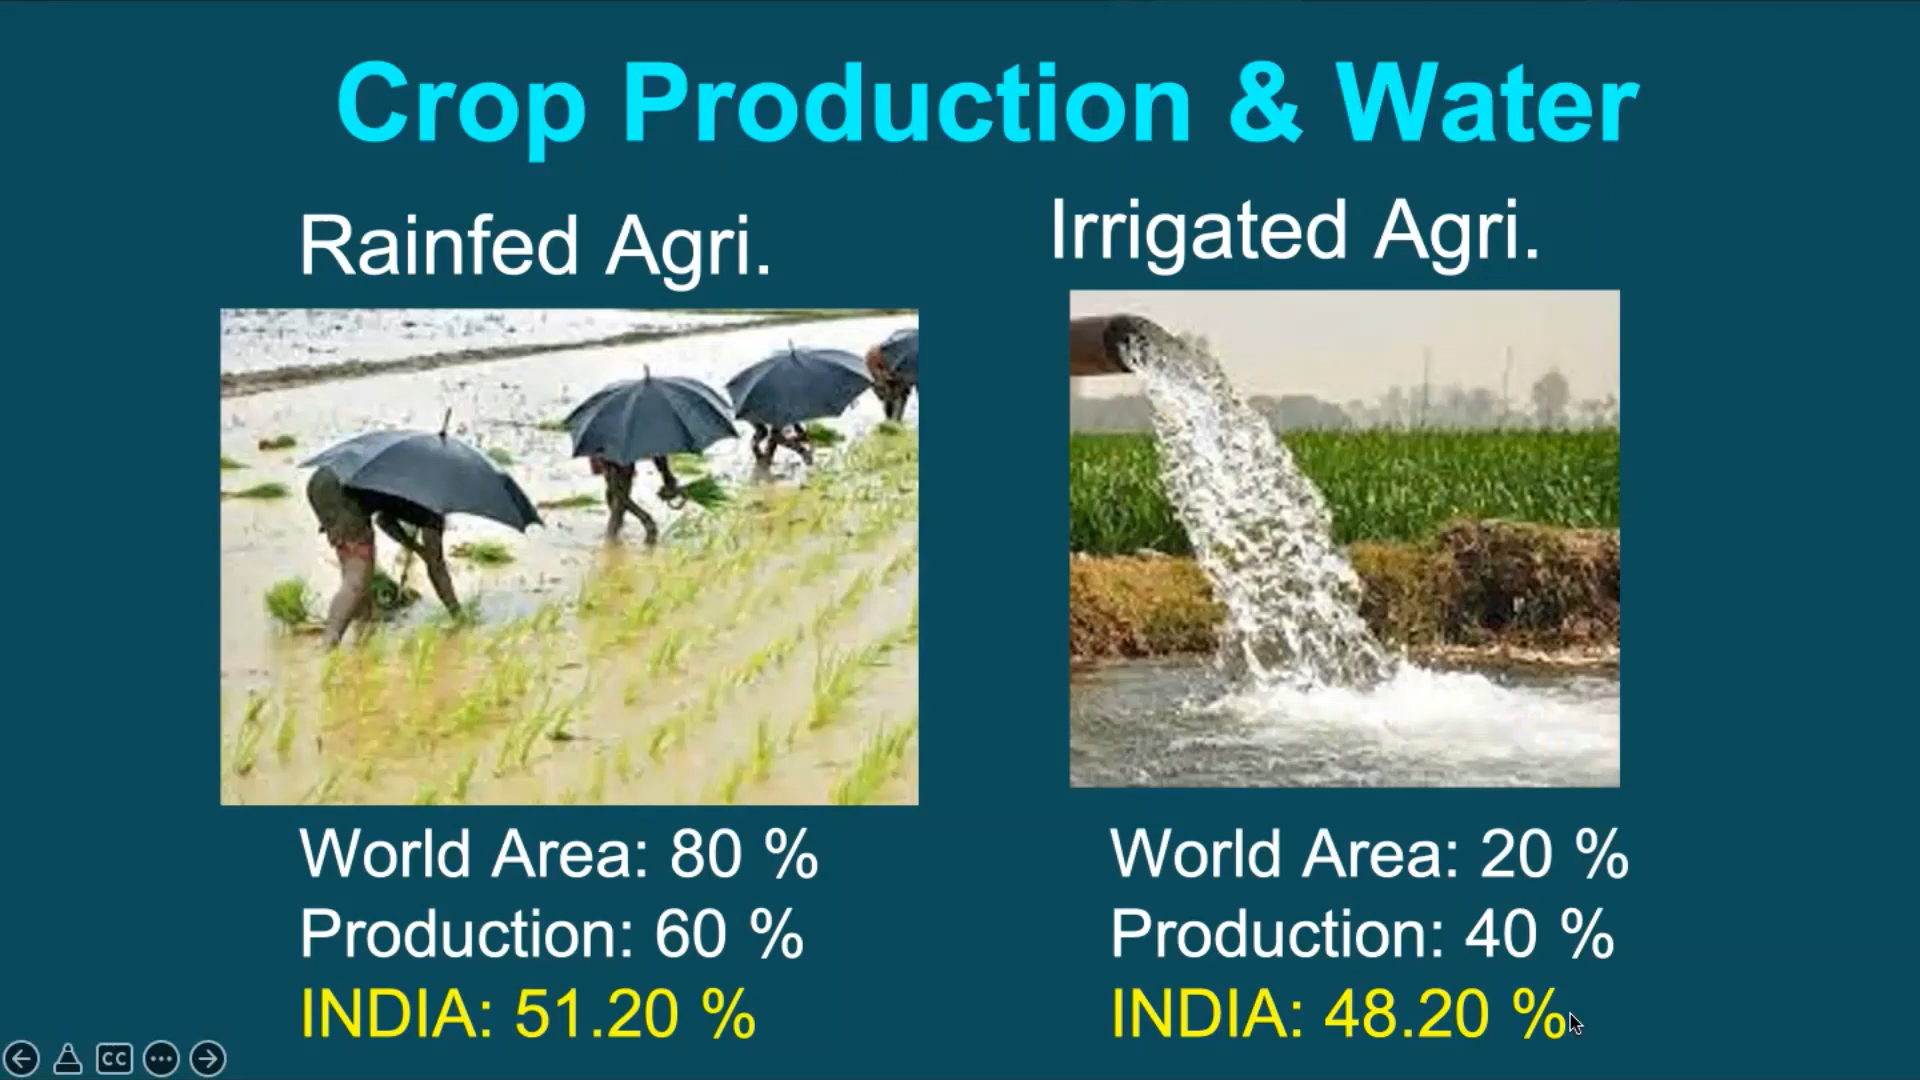 Crop Production & Water
Rainfed Agri.
Irrigated Agri.
World Area: 80 %
Production: 60 %
INDIA: 51.20 %
World Area: 20 %
Production: 40 %
INDIA: 48.20 %
CC